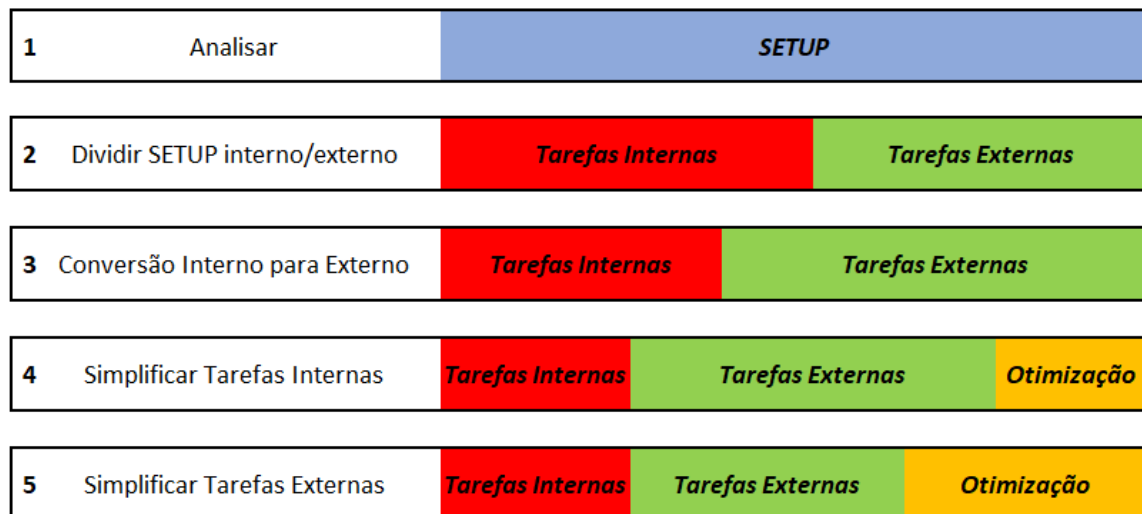 1 Analisar SETUP
2 Dividir SETUP interno/externo Tarefas Internas Tarefas Externas
3 Conversão Interno para Externo Tarefas Internas Tarefas Externas
4 Simplificar Tarefas Internas Tarefas Internas Tarefas Externas Otimização
5 Simplificar Tarefas Externas Tarefas Internas Tarefas Externas Otimização